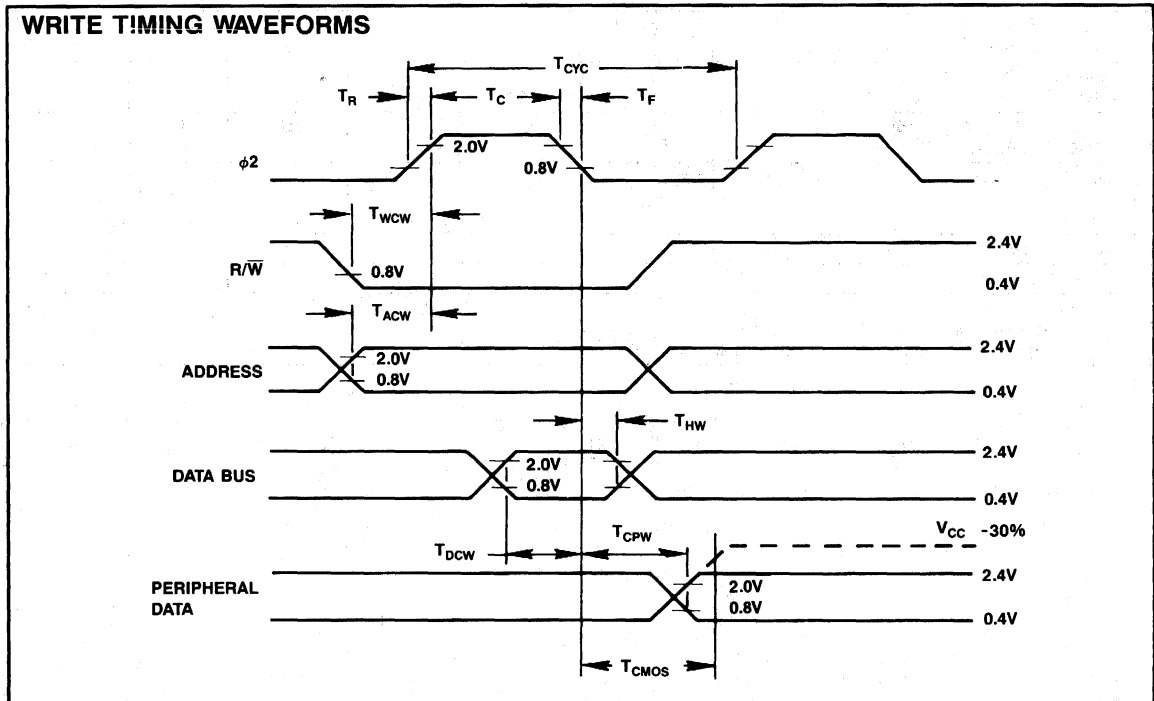 WRITE TIMING WAVEFORMS
T_CYC
T_R T_C T_F
φ2 2.0V 0.8V
T_WCW
R/W̅ 0.8V 2.4V
0.4V
T_ACW
ADDRESS 2.0V 2.4V
0.8V 0.4V
T_HW
DATA BUS 2.0V 2.4V
0.8V 0.4V
T_DCW T_CPW V_CC -30%
PERIPHERAL DATA 2.0V 2.4V
0.8V 0.4V
T_CMOS